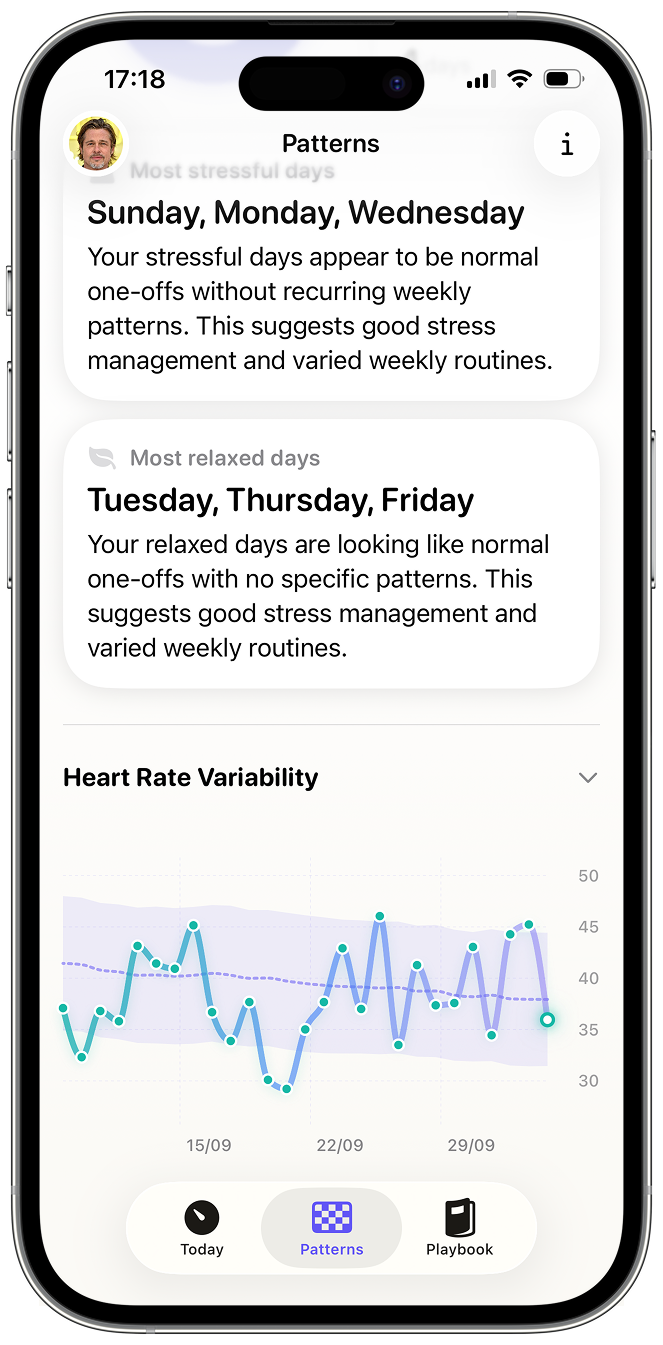 17:18
days
Patterns
i
Most stressful days
Sunday, Monday, Wednesday
Your stressful days appear to be normal
one-offs without recurring weekly
patterns. This suggests good stress
management and varied weekly routines.
Most relaxed days
Tuesday, Thursday, Friday
Your relaxed days are looking like normal
one-offs with no specific patterns. This
suggests good stress management and
varied weekly routines.
Heart Rate Variability
50
45
40
35
30
15/09 22/09 29/09
Today Patterns Playbook